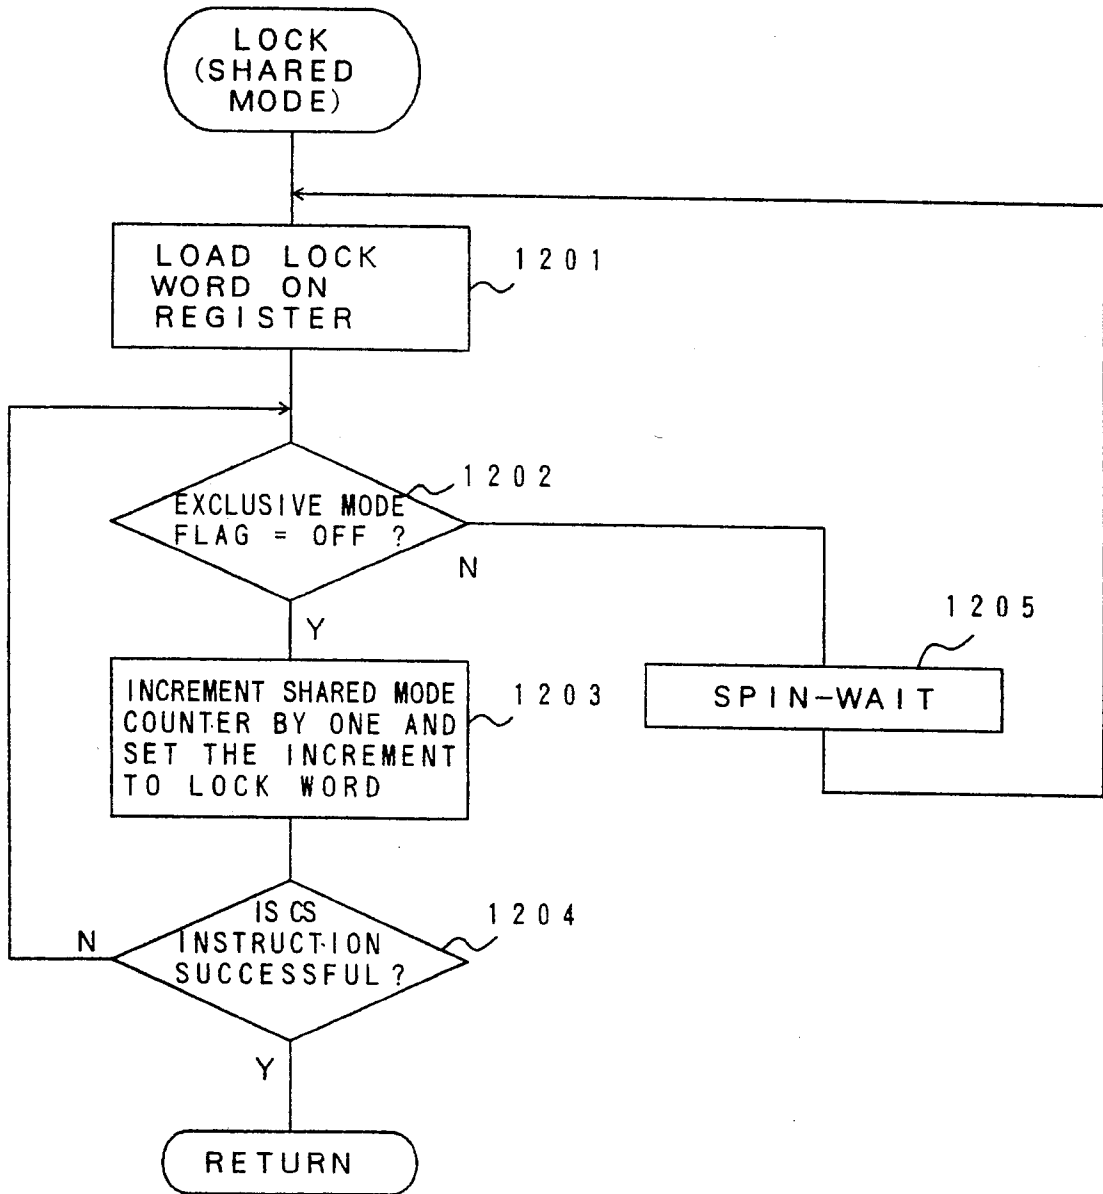 LOCK
(SHARED
MODE)
LOAD LOCK
WORD ON
REGISTER
1201
1202
EXCLUSIVE MODE
FLAG = OFF ?
N
Y
1205
SPIN-WAIT
INCREMENT SHARED MODE
COUNTER BY ONE AND
SET THE INCREMENT
TO LOCK WORD
1203
1204
IS CS
INSTRUCTION
SUCCESSFUL ?
N
Y
RETURN